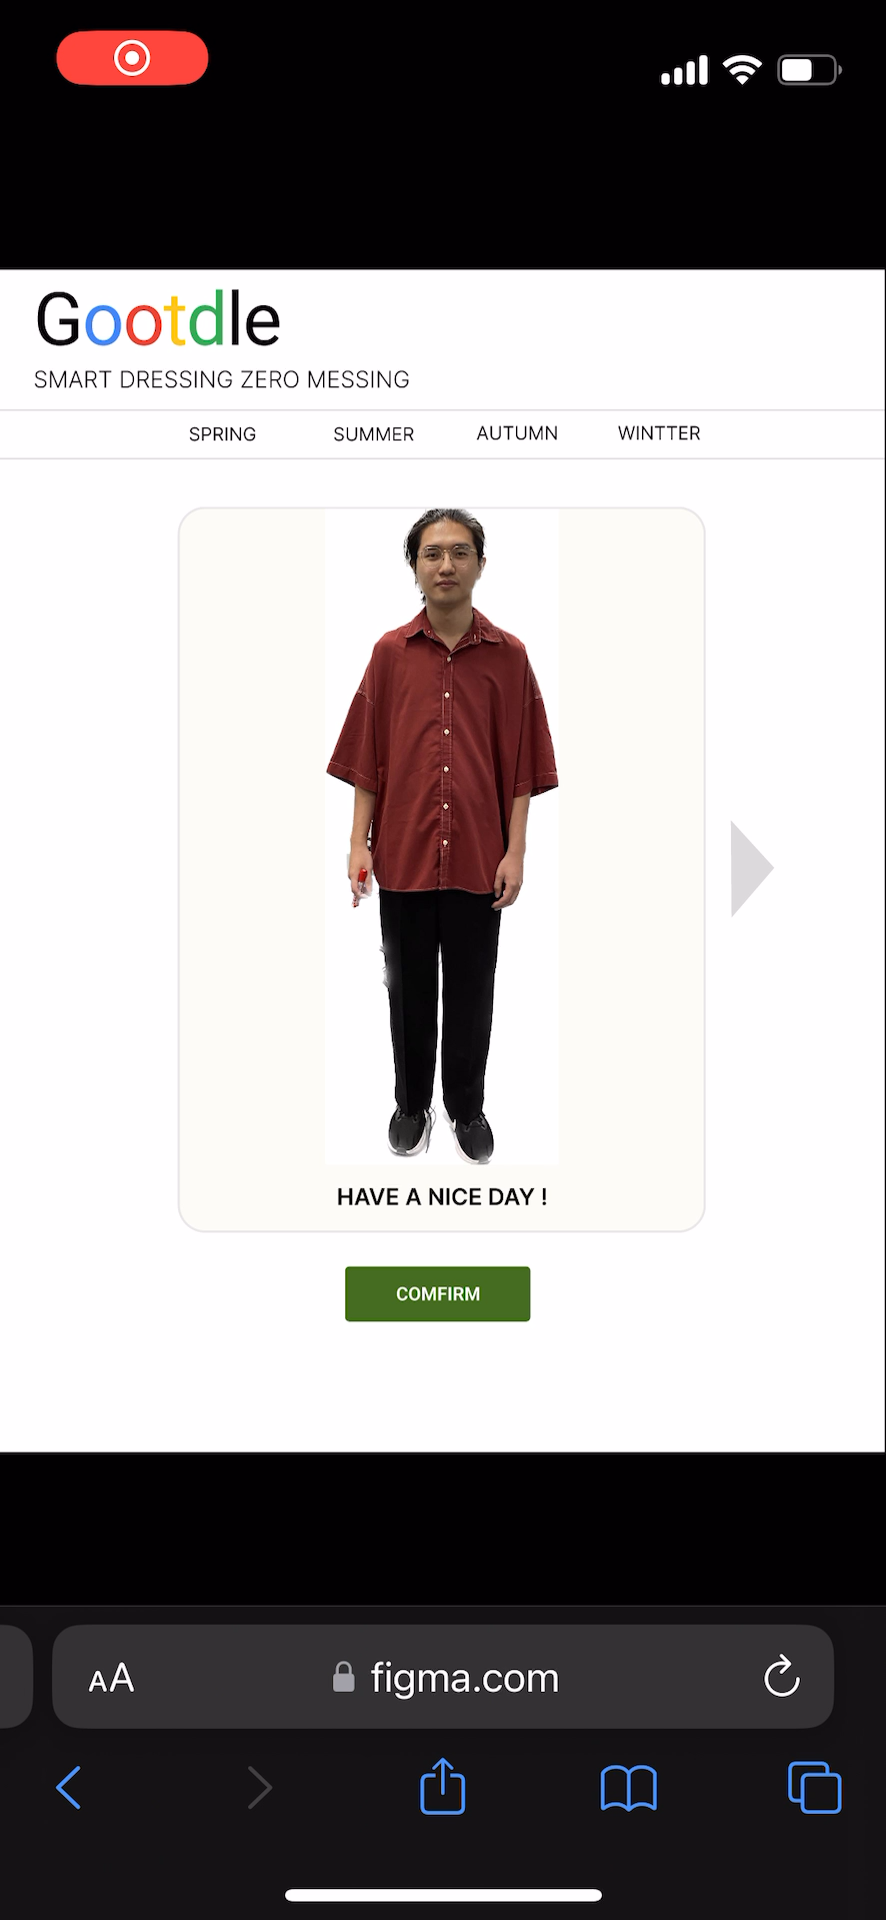 Gootdle
SMART DRESSING ZERO MESSING
SPRING SUMMER AUTUMN WINTTER
HAVE A NICE DAY !
COMFIRM
AA figma.com